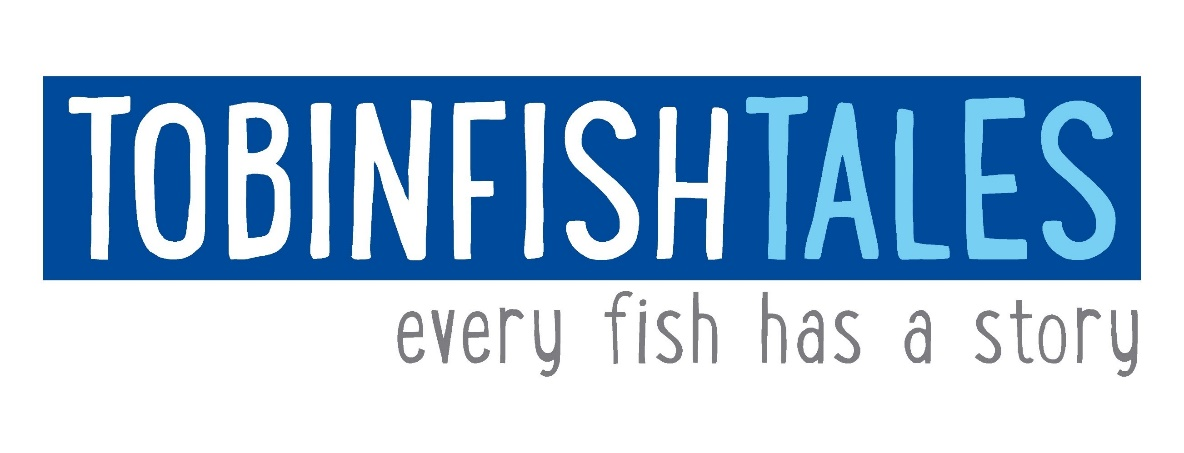 TOBINFISHTALES
every fish has a story